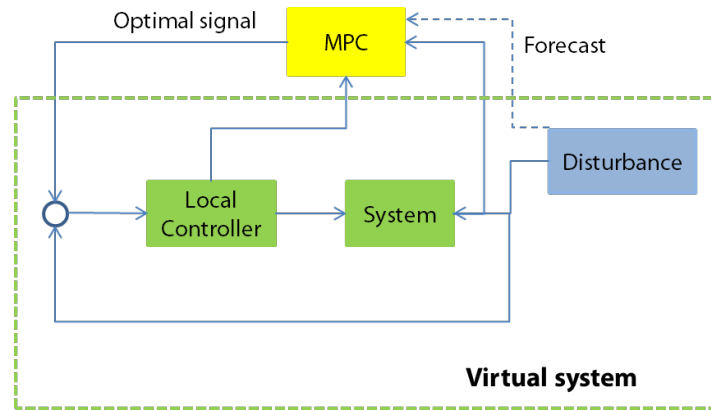 Optimal signal
MPC
Forecast
Disturbance
Local
Controller
System
Virtual system